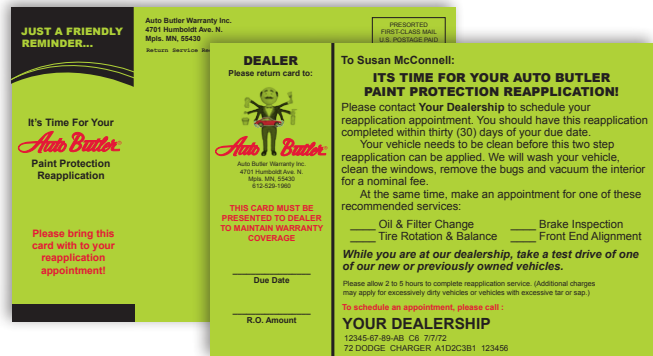 JUST A FRIENDLY
REMINDER...
It's Time For Your
Auto Butler®
Paint Protection
Reapplication
Please bring this
card with to your
reapplication
appointment!
Auto Butler Warranty Inc.
4701 Humboldt Ave. N.
Mpls. MN, 55430
Return Service
PRESORTED
FIRST-CLASS MAIL
U.S. POSTAGE PAID
DEALER
Please return card to:
Auto Butler®
Auto Butler Warranty Inc.
4701 Humboldt Ave. N.
Mpls. MN, 55430
612-529-1960
THIS CARD MUST BE
PRESENTED TO DEALER
TO MAINTAIN WARRANTY
COVERAGE
Due Date
R.O. Amount
To Susan McConnell:
ITS TIME FOR YOUR AUTO BUTLER
PAINT PROTECTION REAPPLICATION!
Please contact Your Dealership to schedule your
reapplication appointment. You should have this reapplication
completed within thirty (30) days of your due date.
Your vehicle needs to be clean before this two step
reapplication can be applied. We will wash your vehicle,
clean the windows, remove the bugs and vacuum the interior
for a nominal fee.
At the same time, make an appointment for one of these
recommended services:
____ Oil & Filter Change ____ Brake Inspection
____ Tire Rotation & Balance ____ Front End Alignment
While you are at our dealership, take a test drive of one
of our new or previously owned vehicles.
Please allow 2 to 5 hours to complete reapplication service. (Additional charges
may apply for excessively dirty vehicles or vehicles with excessive tar or sap.)
To schedule an appointment, please call :
YOUR DEALERSHIP
12345-67-89-AB C6 7/7/72
72 DODGE CHARGER A1D2C3B1 123456